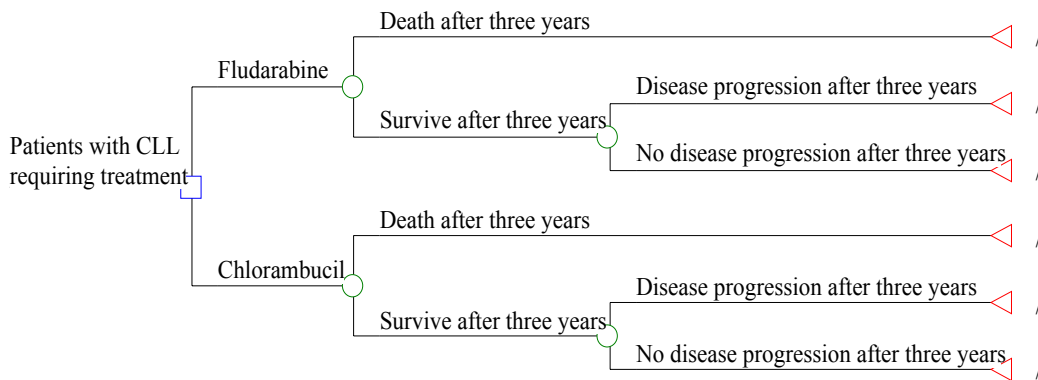 Death after three years
Fludarabine
Disease progression after three years
Survive after three years
Patients with CLL
requiring treatment
No disease progression after three years
Death after three years
Chlorambucil
Disease progression after three years
Survive after three years
No disease progression after three years